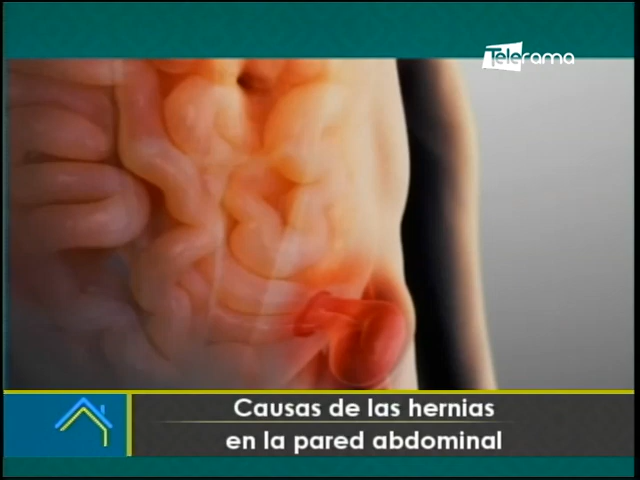 Telerama
Causas de las hernias
en la pared abdominal